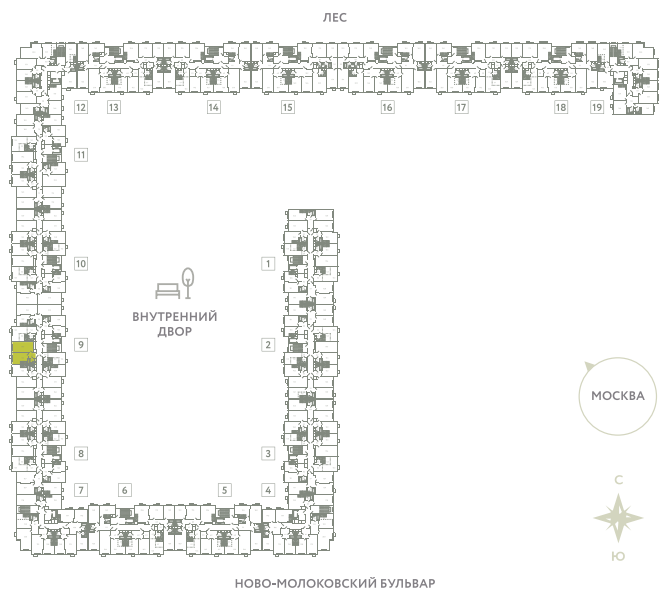 ЛЕС
12 13 14 15 16 17 18 19
11
10 1
ВНУТРЕННИЙ
ДВОР
9 2
МОСКВА
8 3
С
7 6 5 4
Ю
НОВО-МОЛОКОВСКИЙ БУЛЬВАР